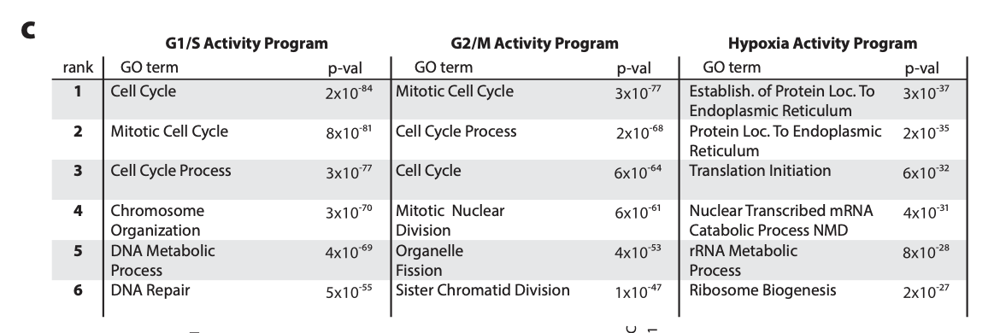 C
G1/S Activity Program G2/M Activity Program Hypoxia Activity Program
rank GO term p-val GO term p-val GO term p-val
1 Cell Cycle 2x10⁻⁸⁴ Mitotic Cell Cycle 3x10⁻⁷⁷ Establish. of Protein Loc. To 3x10⁻³⁷
Endoplasmic Reticulum
2 Mitotic Cell Cycle 8x10⁻⁸¹ Cell Cycle Process 2x10⁻⁶⁸ Protein Loc. To Endoplasmic 2x10⁻³⁵
Reticulum
3 Cell Cycle Process 3x10⁻⁷⁷ Cell Cycle 6x10⁻⁶⁴ Translation Initiation 6x10⁻³²
4 Chromosome 3x10⁻⁷⁰ Mitotic Nuclear 6x10⁻⁶¹ Nuclear Transcribed mRNA 4x10⁻³¹
Organization Division Catabolic Process NMD
5 DNA Metabolic 4x10⁻⁶⁹ Organelle 4x10⁻⁵³ rRNA Metabolic 8x10⁻²⁸
Process Fission Process
6 DNA Repair 5x10⁻⁵⁵ Sister Chromatid Division 1x10⁻⁴⁷ Ribosome Biogenesis 2x10⁻²⁷